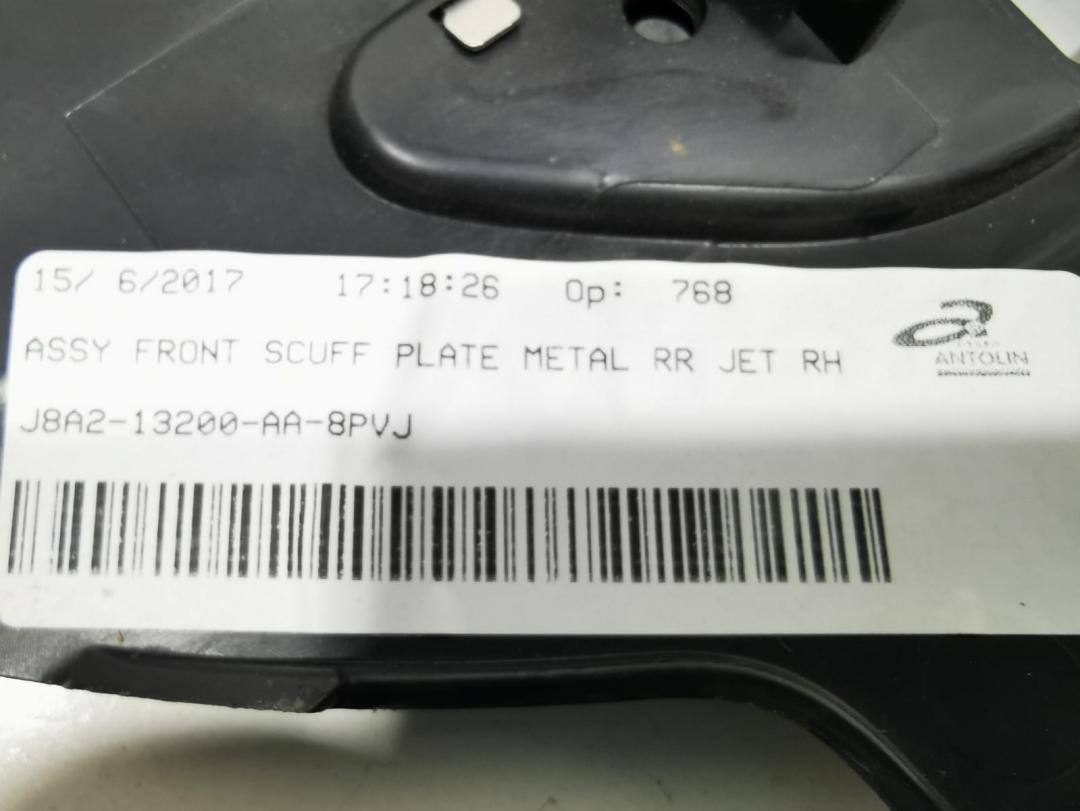 15/ 6/2017 17:18:26 Op: 768
ASSY FRONT SCUFF PLATE METAL RR JET RH
J8A2-13200-AA-8PVJ
GRUPO
ANTOLIN